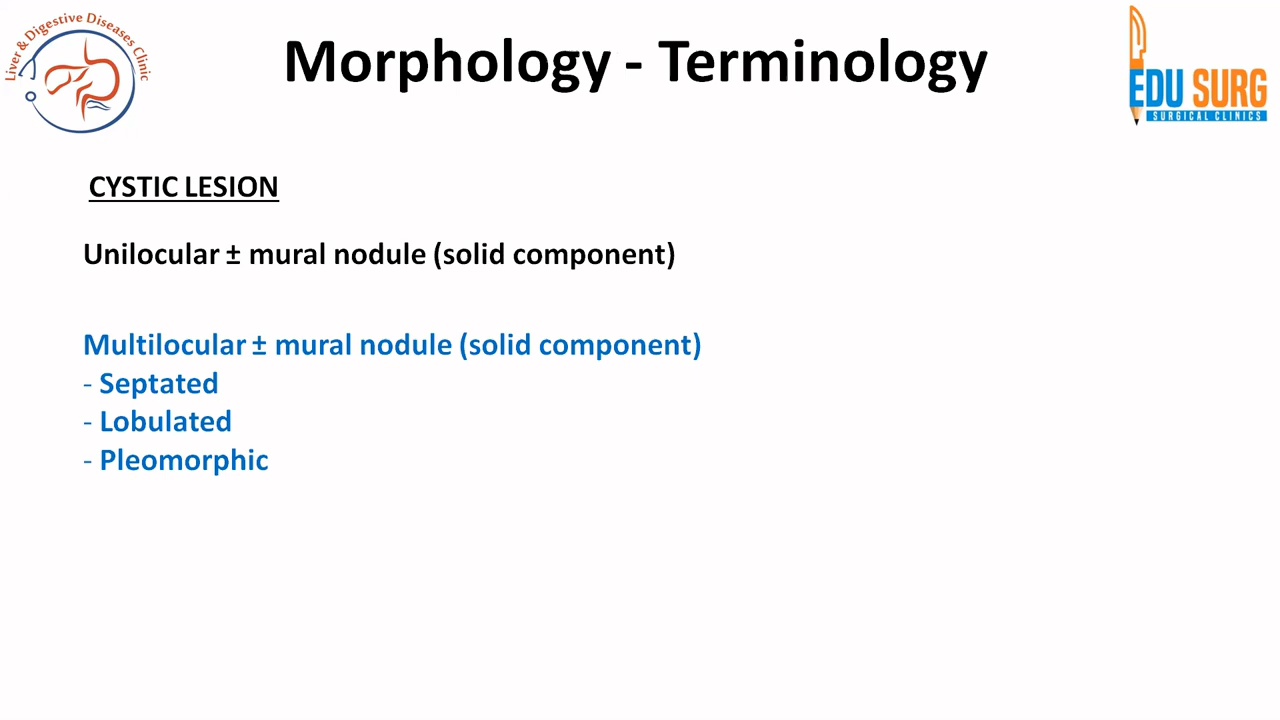 Liver & Digestive Diseases Clinic
Morphology - Terminology
EDU SURG
SURGICAL CLINICS
CYSTIC LESION
Unilocular ± mural nodule (solid component)
Multilocular ± mural nodule (solid component)
- Septated
- Lobulated
- Pleomorphic